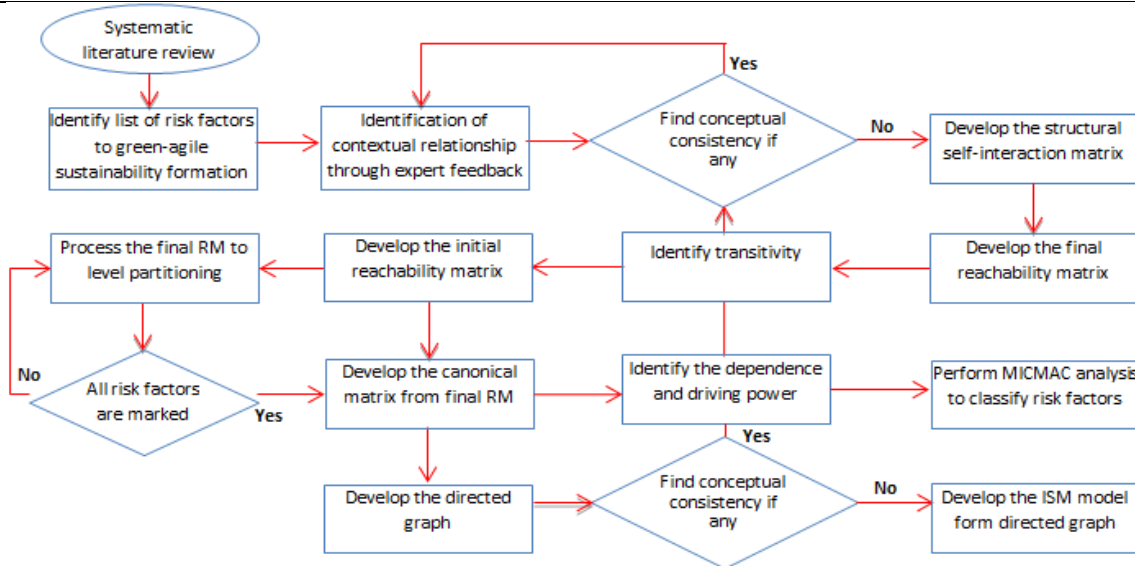 Systematic
literature review
Identify list of risk factors
to green-agile
sustainability formation
Identification of
contextual relationship
through expert feedback
Yes
Find conceptual
consistency if
any
No
Develop the structural
self-interaction matrix
Process the final RM to
level partitioning
Develop the initial
reachability matrix
Identify transitivity
Develop the final
reachability matrix
No
All risk factors
are marked
Yes
Develop the canonical
matrix from final RM
Identify the dependence
and driving power
Perform MICMAC analysis
to classify risk factors
Yes
Develop the directed
graph
Find conceptual
consistency if
any
No
Develop the ISM model
form directed graph